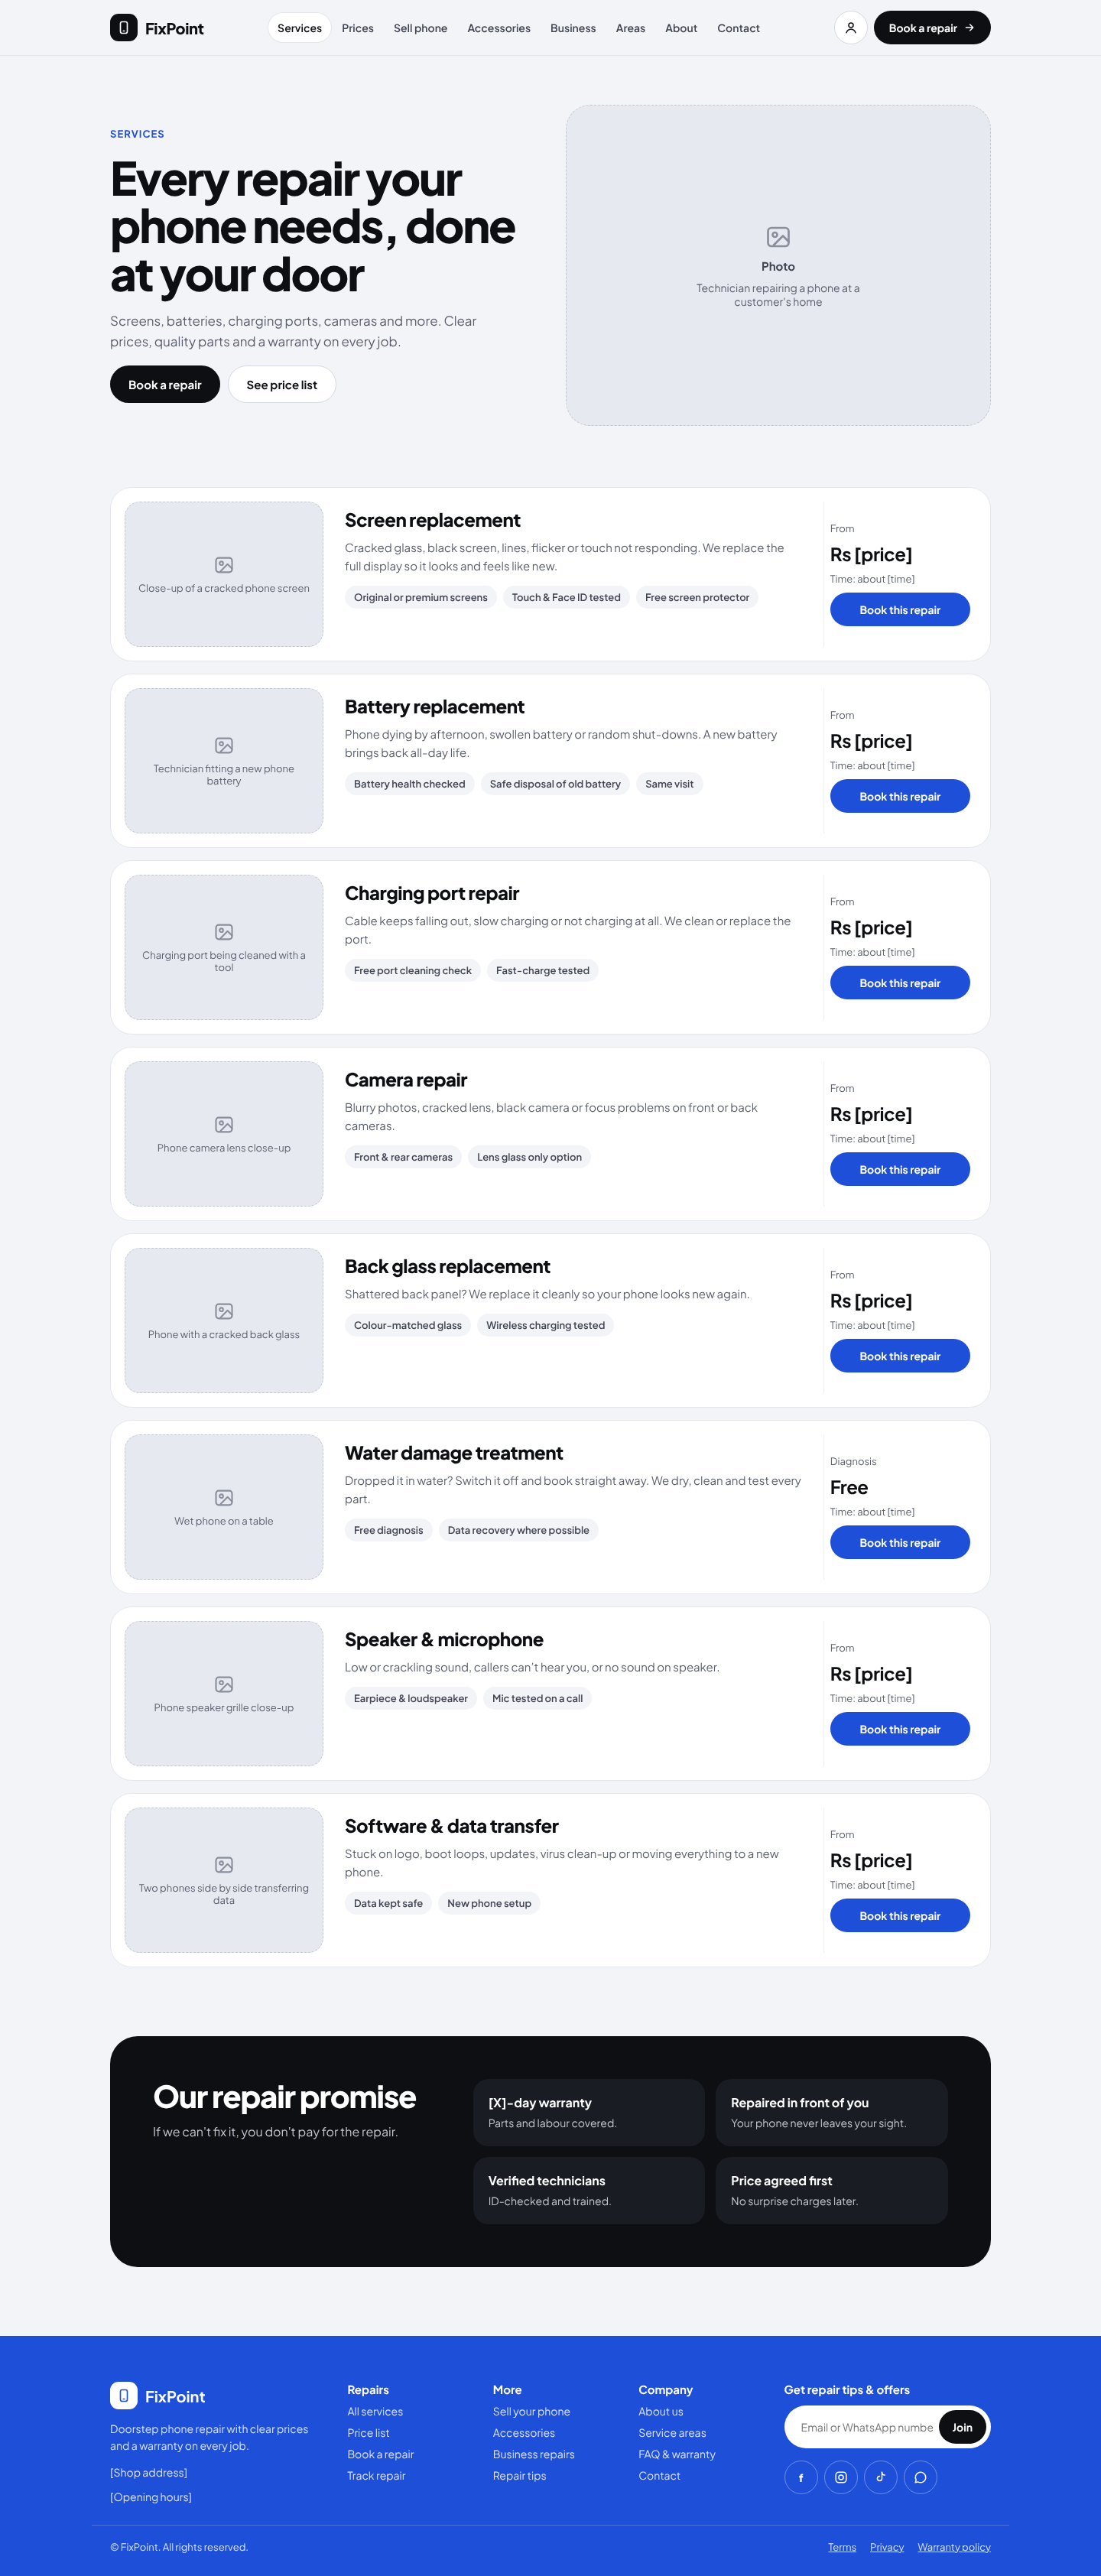 FixPoint
Services
Prices
Sell phone
Accessories
Business
Areas
About
Contact
Book a repair →
SERVICES
Every repair your
phone needs, done
at your door
Screens, batteries, charging ports, cameras and more. Clear
prices, quality parts and a warranty on every job.
Book a repair
See price list
Photo
Technician repairing a phone at a
customer's home
Close-up of a cracked phone screen
Screen replacement
Cracked glass, black screen, lines, flicker or touch not responding. We replace the
full display so it looks and feels like new.
Original or premium screens
Touch & Face ID tested
Free screen protector
From
Rs [price]
Time: about [time]
Book this repair
Technician fitting a new phone
battery
Battery replacement
Phone dying by afternoon, swollen battery or random shut-downs. A new battery
brings back all-day life.
Battery health checked
Safe disposal of old battery
Same visit
From
Rs [price]
Time: about [time]
Book this repair
Charging port being cleaned with a
tool
Charging port repair
Cable keeps falling out, slow charging or not charging at all. We clean or replace the
port.
Free port cleaning check
Fast-charge tested
From
Rs [price]
Time: about [time]
Book this repair
Phone camera lens close-up
Camera repair
Blurry photos, cracked lens, black camera or focus problems on front or back
cameras.
Front & rear cameras
Lens glass only option
From
Rs [price]
Time: about [time]
Book this repair
Phone with a cracked back glass
Back glass replacement
Shattered back panel? We replace it cleanly so your phone looks new again.
Colour-matched glass
Wireless charging tested
From
Rs [price]
Time: about [time]
Book this repair
Wet phone on a table
Water damage treatment
Dropped it in water? Switch it off and book straight away. We dry, clean and test every
part.
Free diagnosis
Data recovery where possible
Diagnosis
Free
Time: about [time]
Book this repair
Phone speaker grille close-up
Speaker & microphone
Low or crackling sound, callers can't hear you, or no sound on speaker.
Earpiece & loudspeaker
Mic tested on a call
From
Rs [price]
Time: about [time]
Book this repair
Two phones side by side transferring
data
Software & data transfer
Stuck on logo, boot loops, updates, virus clean-up or moving everything to a new
phone.
Data kept safe
New phone setup
From
Rs [price]
Time: about [time]
Book this repair
Our repair promise
If we can't fix it, you don't pay for the repair.
[X]-day warranty
Parts and labour covered.
Repaired in front of you
Your phone never leaves your sight.
Verified technicians
ID-checked and trained.
Price agreed first
No surprise charges later.
FixPoint
Doorstep phone repair with clear prices
and a warranty on every job.
[Shop address]
[Opening hours]
Repairs
All services
Price list
Book a repair
Track repair
More
Sell your phone
Accessories
Business repairs
Repair tips
Company
About us
Service areas
FAQ & warranty
Contact
Get repair tips & offers
Email or WhatsApp numbe
Join
© FixPoint. All rights reserved.
Terms
Privacy
Warranty policy